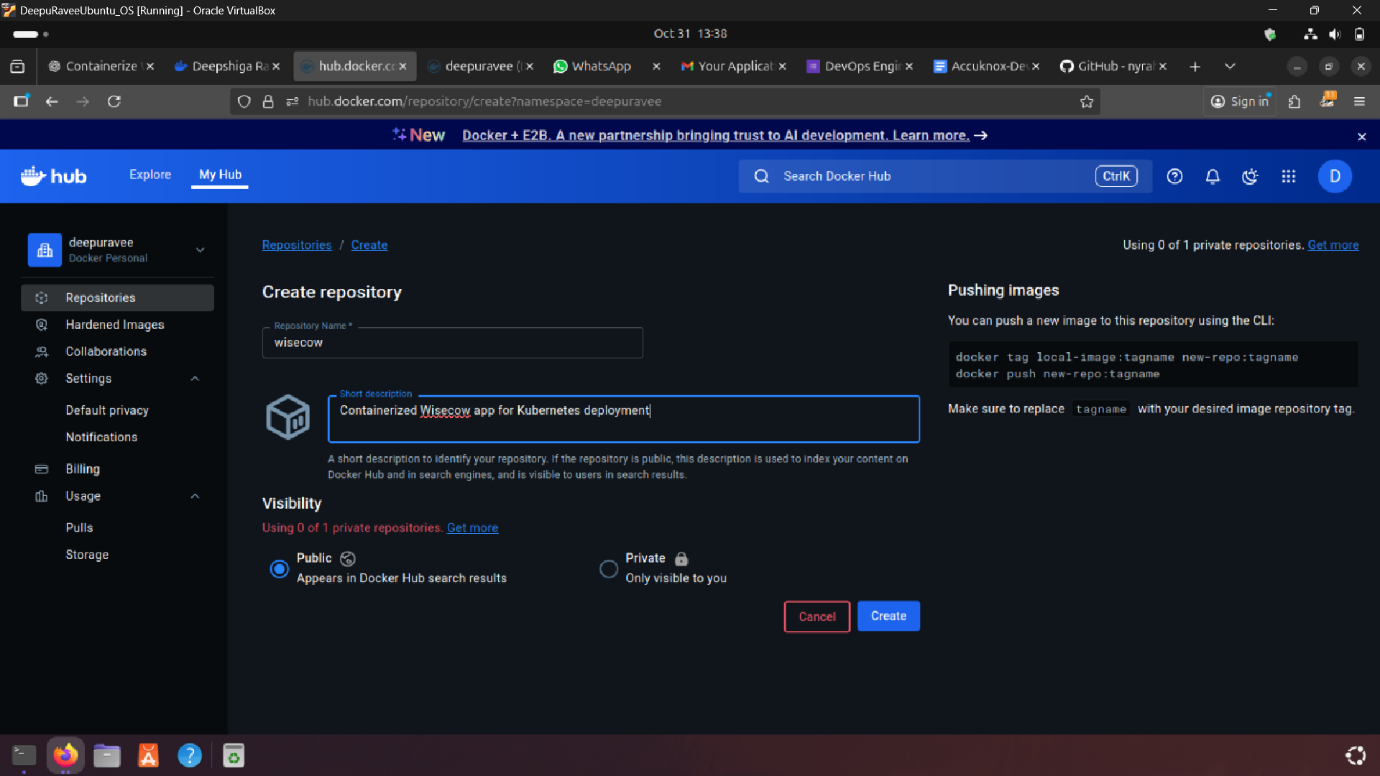 DeepuRaveeUbuntu_OS [Running] - Oracle VirtualBox
Oct 31 13:38
Containerize
Deepshiga Ra
hub.docker.cc
deepuravee (
WhatsApp
Your Applicat
DevOps Engir
Accuknox-De
GitHub - nyral
hub.docker.com/repository/create?namespace=deepuravee
Sign in
New Docker + E2B. A new partnership bringing trust to AI development. Learn more. →
hub
Explore
My Hub
Search Docker Hub
CtrlK
D
deepuravee
Docker Personal
Repositories
Hardened Images
Collaborations
Settings
Default privacy
Notifications
Billing
Usage
Pulls
Storage
Repositories / Create
Using 0 of 1 private repositories. Get more
Create repository
Repository Name *
wisecow
Short description
Containerized Wisecow app for Kubernetes deployment
A short description to identify your repository. If the repository is public, this description is used to index your content on
Docker Hub and in search engines, and is visible to users in search results.
Visibility
Using 0 of 1 private repositories. Get more
Public
Appears in Docker Hub search results
Private
Only visible to you
Cancel
Create
Pushing images
You can push a new image to this repository using the CLI:
docker tag local-image:tagname new-repo:tagname
docker push new-repo:tagname
Make sure to replace tagname with your desired image repository tag.